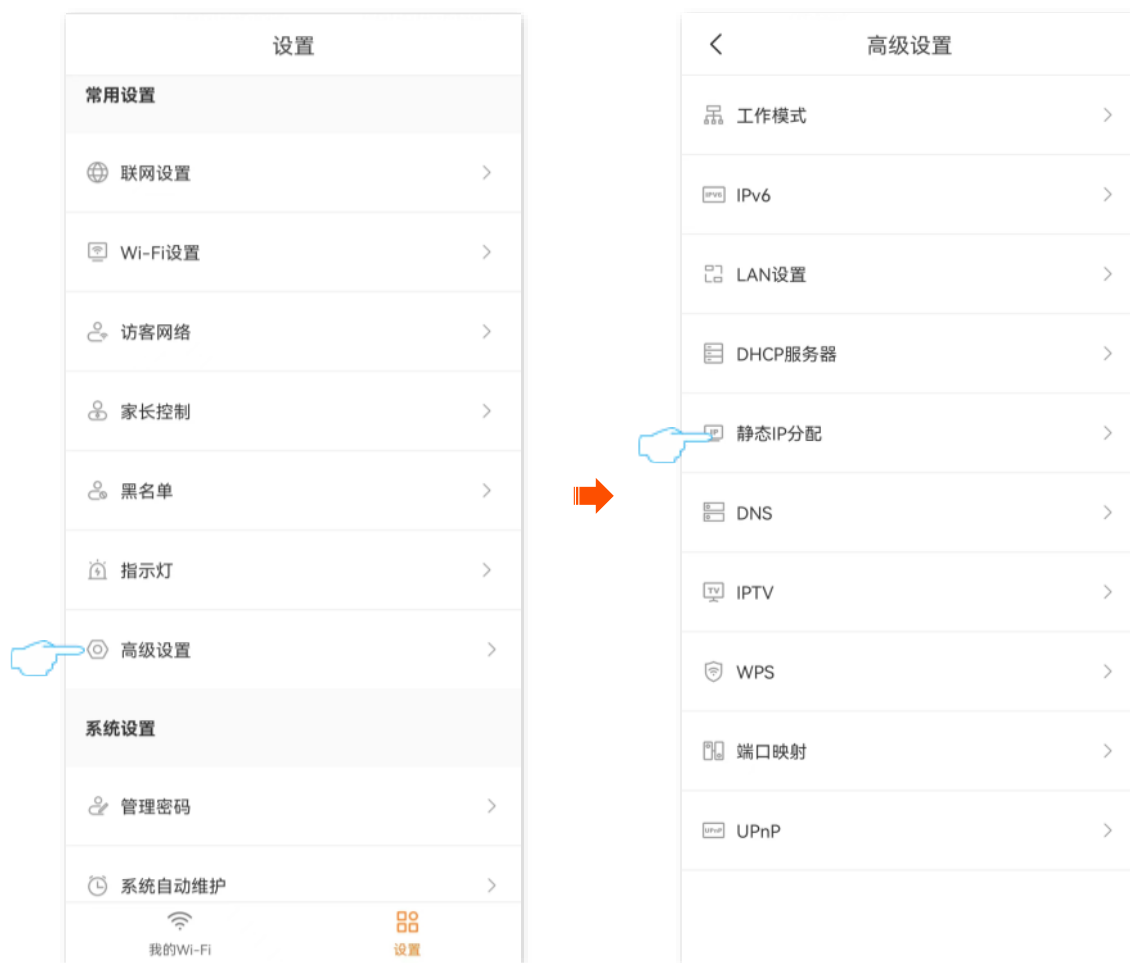 设置
常用设置
联网设置
Wi-Fi设置
访客网络
家长控制
黑名单
指示灯
高级设置
系统设置
管理密码
系统自动维护
我的Wi-Fi
设置
高级设置
工作模式
IPV6
IPv6
LAN设置
DHCP服务器
IP
静态IP分配
DNS
TV
IPTV
WPS
端口映射
UPnP
UPnP